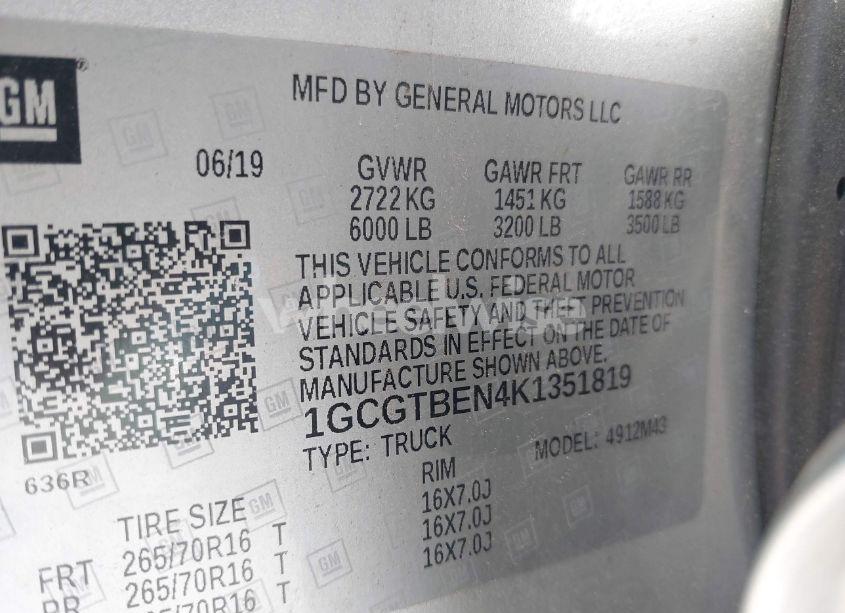 GM
MFD BY GENERAL MOTORS LLC
06/19 GVWR GAWR FRT GAWR RR
2722 KG 1451 KG 1588 KG
6000 LB 3200 LB 3500 LB
THIS VEHICLE CONFORMS TO ALL
APPLICABLE U.S. FEDERAL MOTOR
VEHICLE SAFETY AND THEFT PREVENTION
STANDARDS IN EFFECT ON THE DATE OF
MANUFACTURE SHOWN ABOVE.
1GCGTBEN4K1351819
TYPE: TRUCK MODEL: 4912M43
636R
TIRE SIZE RIM
FRT 265/70R16 T 16X7.0J
RR 265/70R16 T 16X7.0J
265/70R16 T 16X7.0J